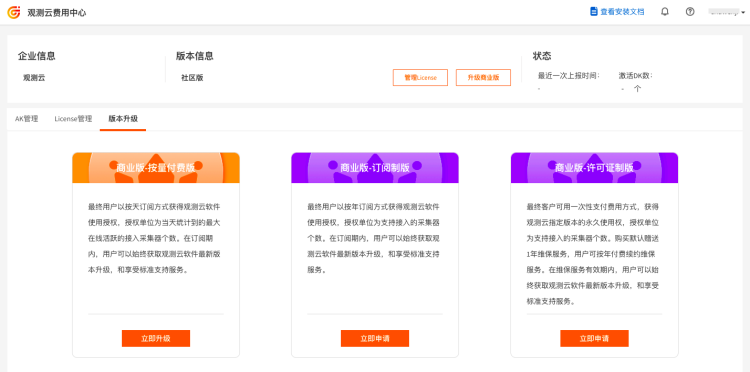 观测云费用中心
查看安装文档
企业信息
观测云
版本信息
社区版
管理License
升级商业版
状态
最近一次上报时间:
-
激活DK数:
- 个
AK管理
License管理
版本升级
商业版-按量付费版
最终用户以按天订阅方式获得观测云软件
使用授权，授权单位为当天统计到的最大
在线活跃的接入采集器个数。在订阅期
内，用户可以始终获取观测云软件最新版
本升级，和享受标准支持服务。
立即升级
商业版-订阅制版
最终用户以按年订阅方式获得观测云软件
使用授权，授权单位为支持接入的采集器
个数。在订阅期内，用户可以始终获取观
测云软件最新版本升级，和享受标准支持
服务。
立即申请
商业版-许可证制版
最终客户可用一次性支付费用方式，获得
观测云指定版本的永久使用权，授权单位
为支持接入的采集器个数。购买默认赠送
1年维保服务，用户可按年付费续约维保
服务。在维保服务有效期内，用户可以始
终获取观测云软件最新版本升级，和享受
标准支持服务。
立即申请